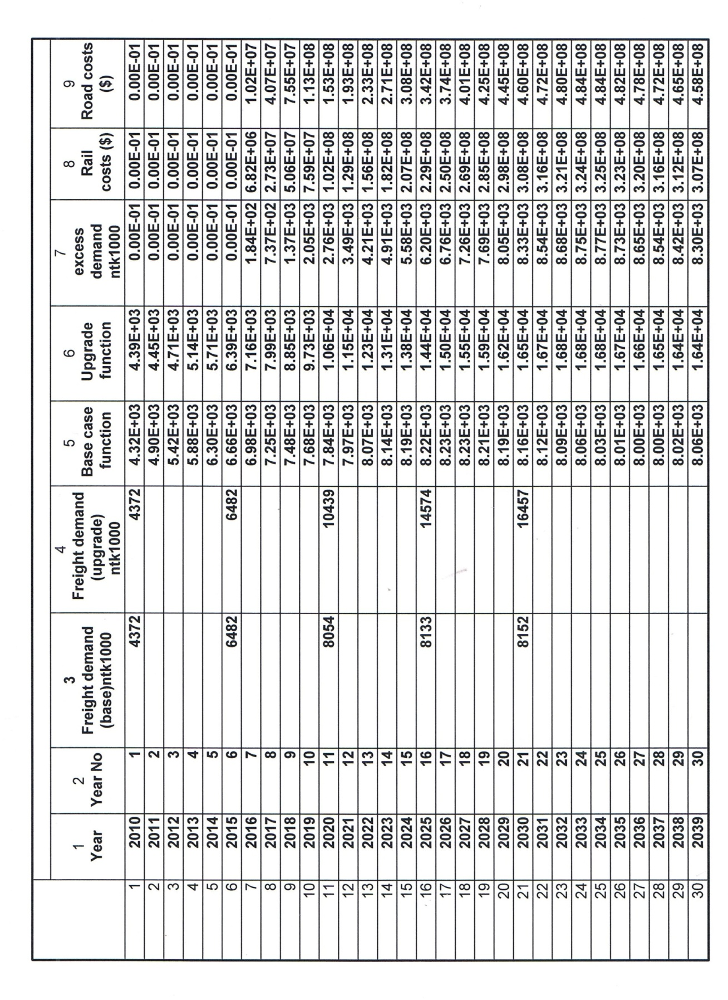 1 2 3 4 5 6 7 8 9
Year Year No Freight demand (base)ntk1000 Freight demand (upgrade) ntk1000 Base case function Upgrade function excess demand ntk1000 Rail costs ($) Road costs ($)
1 2010 1 4372 4372 4.32E+03 4.39E+03 0.00E-01 0.00E-01 0.00E-01
2 2011 2 4.90E+03 4.45E+03 0.00E-01 0.00E-01 0.00E-01
3 2012 3 5.42E+03 4.71E+03 0.00E-01 0.00E-01 0.00E-01
4 2013 4 5.88E+03 5.14E+03 0.00E-01 0.00E-01 0.00E-01
5 2014 5 6.30E+03 5.71E+03 0.00E-01 0.00E-01 0.00E-01
6 2015 6 6482 6482 6.66E+03 6.39E+03 0.00E-01 0.00E-01 0.00E-01
7 2016 7 6.98E+03 7.16E+03 1.84E+02 6.82E+06 1.02E+07
8 2017 8 7.25E+03 7.99E+03 7.37E+02 2.73E+07 4.07E+07
9 2018 9 7.48E+03 8.85E+03 1.37E+03 5.06E+07 7.55E+07
10 2019 10 7.68E+03 9.73E+03 2.05E+03 7.59E+07 1.13E+08
11 2020 11 8054 10439 7.84E+03 1.06E+04 2.76E+03 1.02E+08 1.53E+08
12 2021 12 7.97E+03 1.15E+04 3.49E+03 1.29E+08 1.93E+08
13 2022 13 8.07E+03 1.23E+04 4.21E+03 1.56E+08 2.33E+08
14 2023 14 8.14E+03 1.31E+04 4.91E+03 1.82E+08 2.71E+08
15 2024 15 8.19E+03 1.38E+04 5.58E+03 2.07E+08 3.08E+08
16 2025 16 8133 14574 8.22E+03 1.44E+04 6.20E+03 2.29E+08 3.42E+08
17 2026 17 8.23E+03 1.50E+04 6.76E+03 2.50E+08 3.74E+08
18 2027 18 8.23E+03 1.55E+04 7.26E+03 2.69E+08 4.01E+08
19 2028 19 8.21E+03 1.59E+04 7.69E+03 2.85E+08 4.25E+08
20 2029 20 8.19E+03 1.62E+04 8.05E+03 2.98E+08 4.45E+08
21 2030 21 8152 16457 8.16E+03 1.65E+04 8.33E+03 3.08E+08 4.60E+08
22 2031 22 8.12E+03 1.67E+04 8.54E+03 3.16E+08 4.72E+08
23 2032 23 8.09E+03 1.68E+04 8.68E+03 3.21E+08 4.80E+08
24 2033 24 8.06E+03 1.68E+04 8.75E+03 3.24E+08 4.84E+08
25 2034 25 8.03E+03 1.68E+04 8.77E+03 3.25E+08 4.84E+08
26 2035 26 8.01E+03 1.67E+04 8.73E+03 3.23E+08 4.82E+08
27 2036 27 8.00E+03 1.66E+04 8.65E+03 3.20E+08 4.78E+08
28 2037 28 8.00E+03 1.65E+04 8.54E+03 3.16E+08 4.72E+08
29 2038 29 8.02E+03 1.64E+04 8.42E+03 3.12E+08 4.65E+08
30 2039 30 8.06E+03 1.64E+04 8.30E+03 3.07E+08 4.58E+08